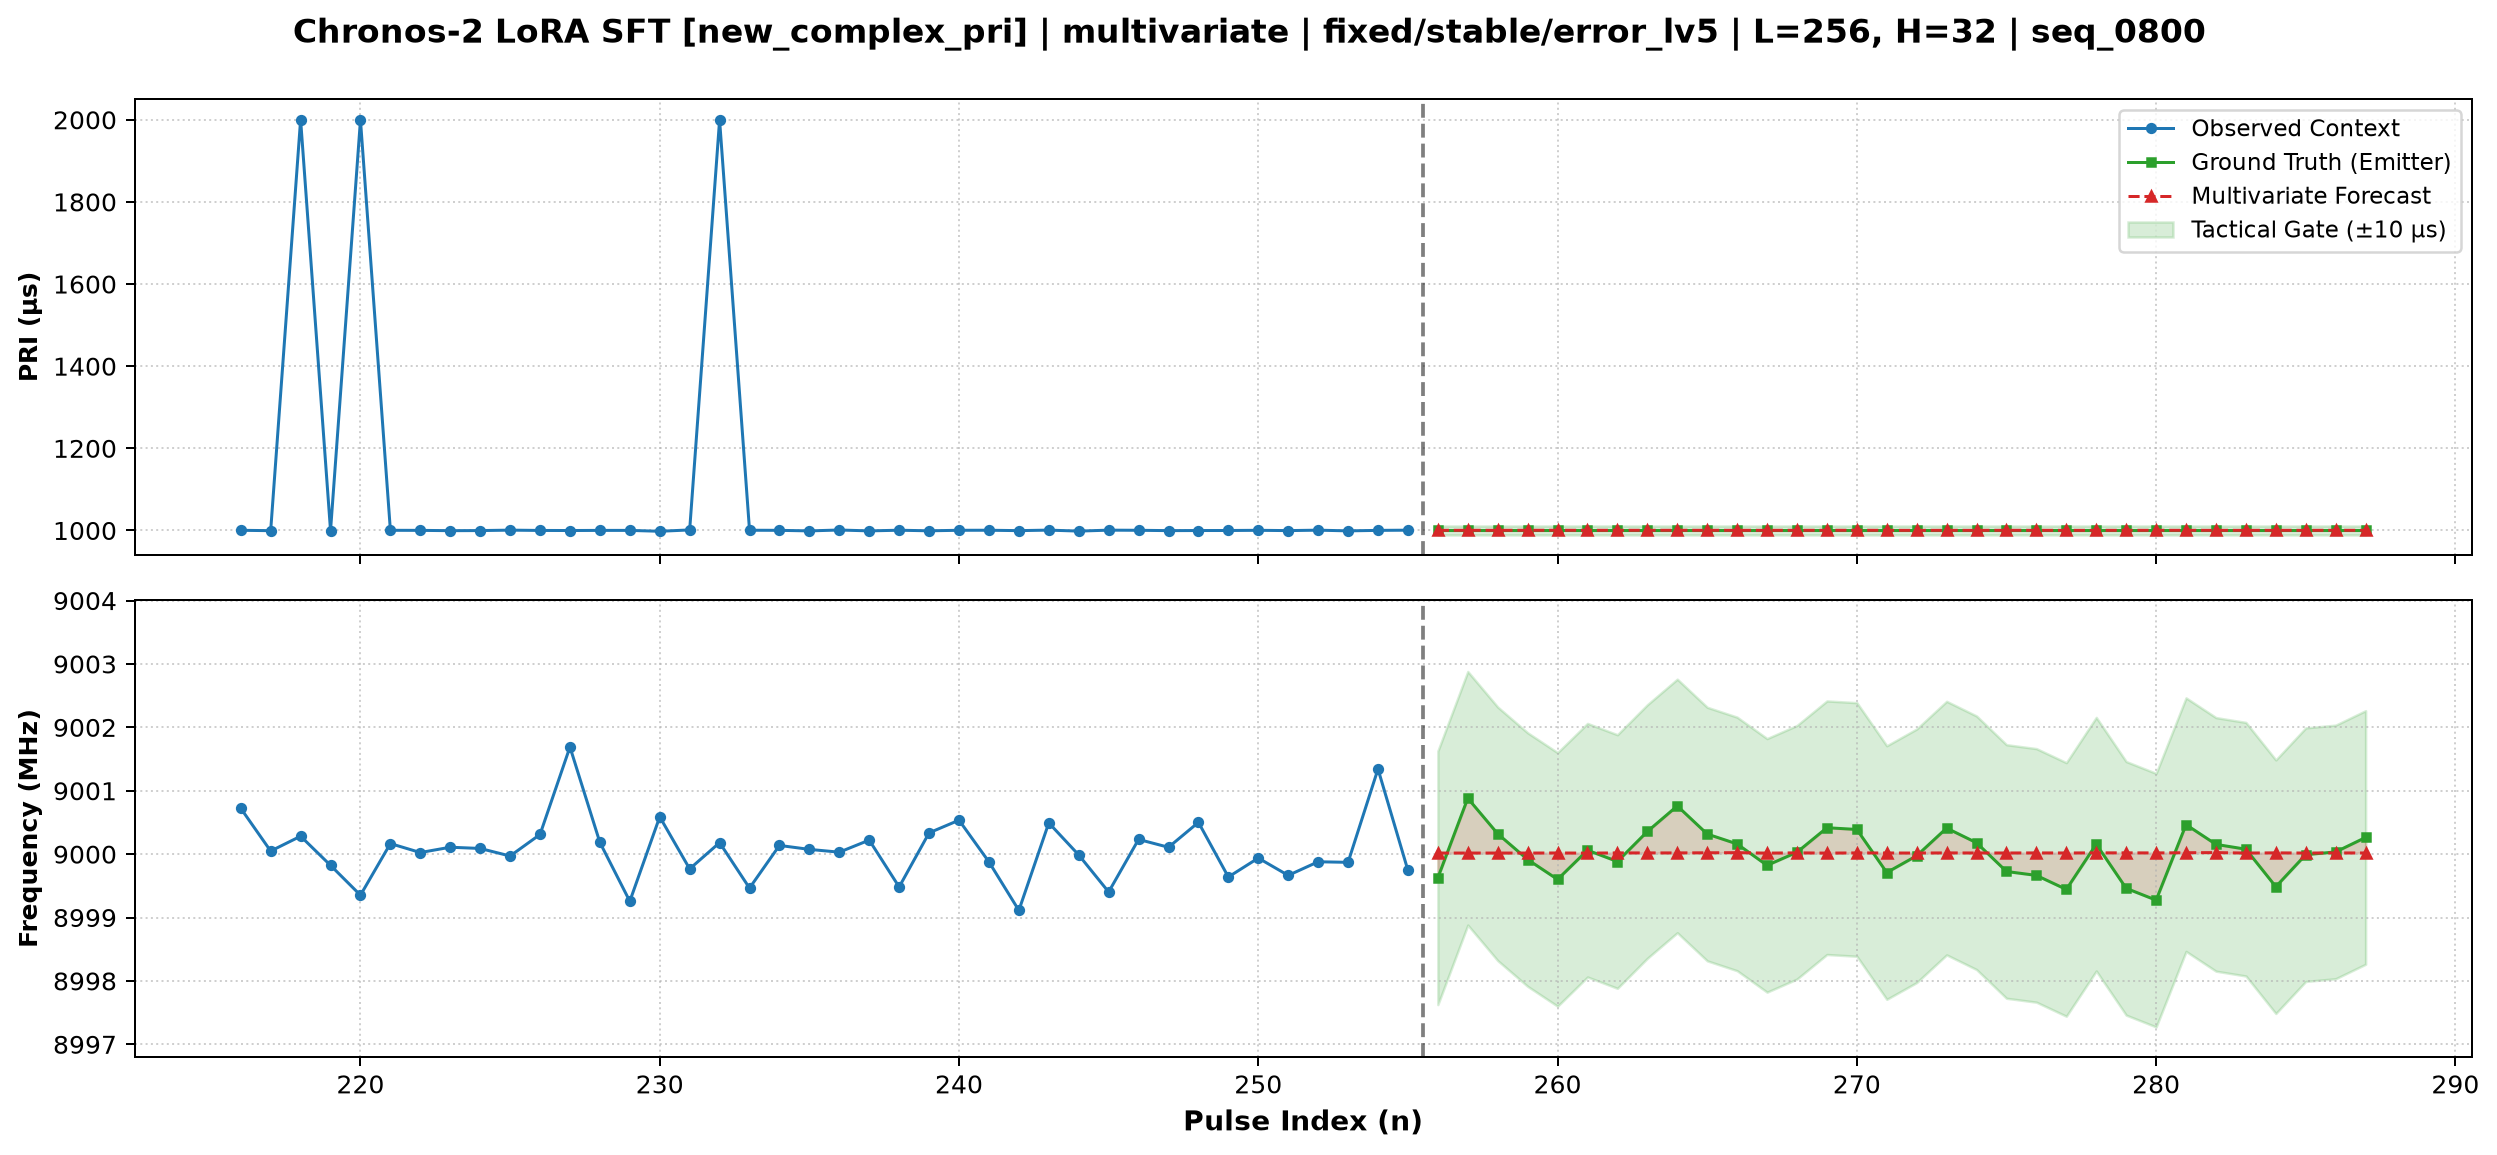 Chronos-2 LoRA SFT [new_complex_pri] | multivariate | fixed/stable/error_lv5 | L=256, H=32 | seq_0800
2000
1800
1600
1400
1200
1000
PRI (μs)
Observed Context
Ground Truth (Emitter)
Multivariate Forecast
Tactical Gate (±10 μs)
9004
9003
9002
9001
9000
8999
8998
8997
Frequency (MHz)
220 230 240 250 260 270 280 290
Pulse Index (n)